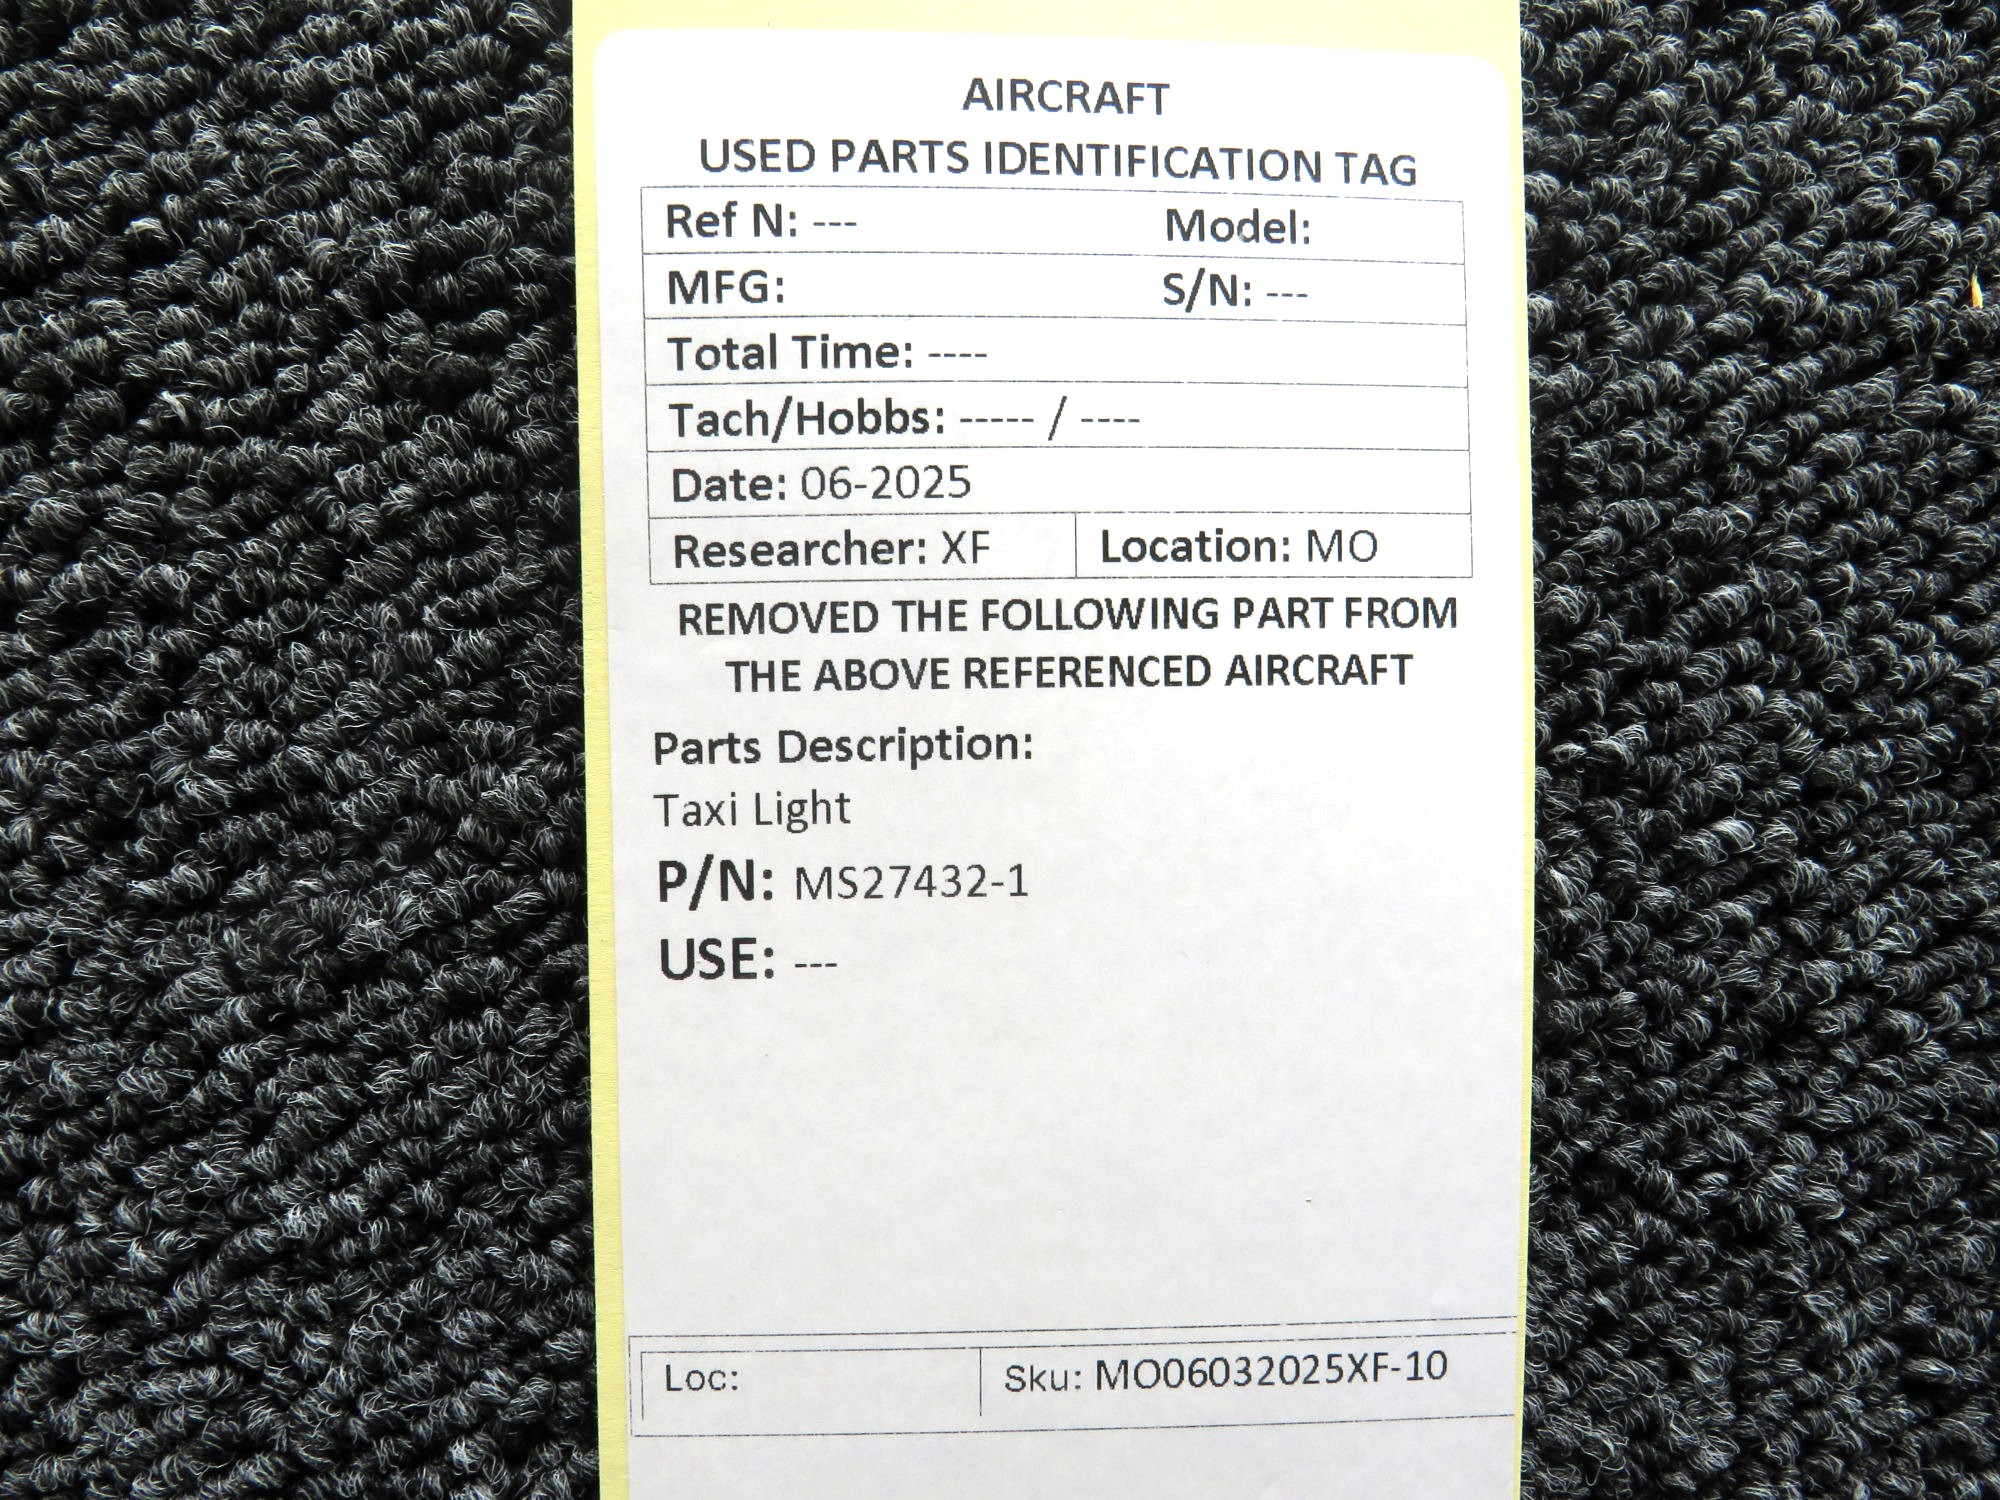 AIRCRAFT
USED PARTS IDENTIFICATION TAG
Ref N: --- Model:
MFG: S/N: ---
Total Time: ----
Tach/Hobbs: ----- / ----
Date: 06-2025
Researcher: XF Location: MO
REMOVED THE FOLLOWING PART FROM
THE ABOVE REFERENCED AIRCRAFT
Parts Description:
Taxi Light
P/N: MS27432-1
USE: ---
Loc: Sku: MO06032025XF-10